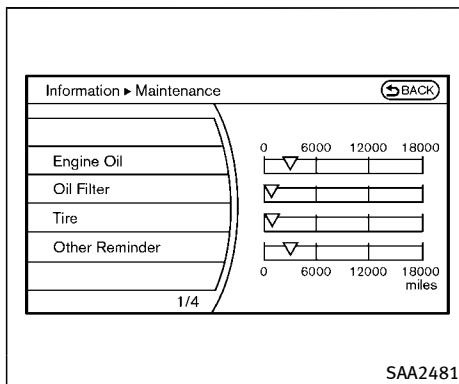 Information ▸ Maintenance
BACK
0 6000 12000 18000
Engine Oil
Oil Filter
Tire
Other Reminder
0 6000 12000 18000
miles
1/4
SAA2481